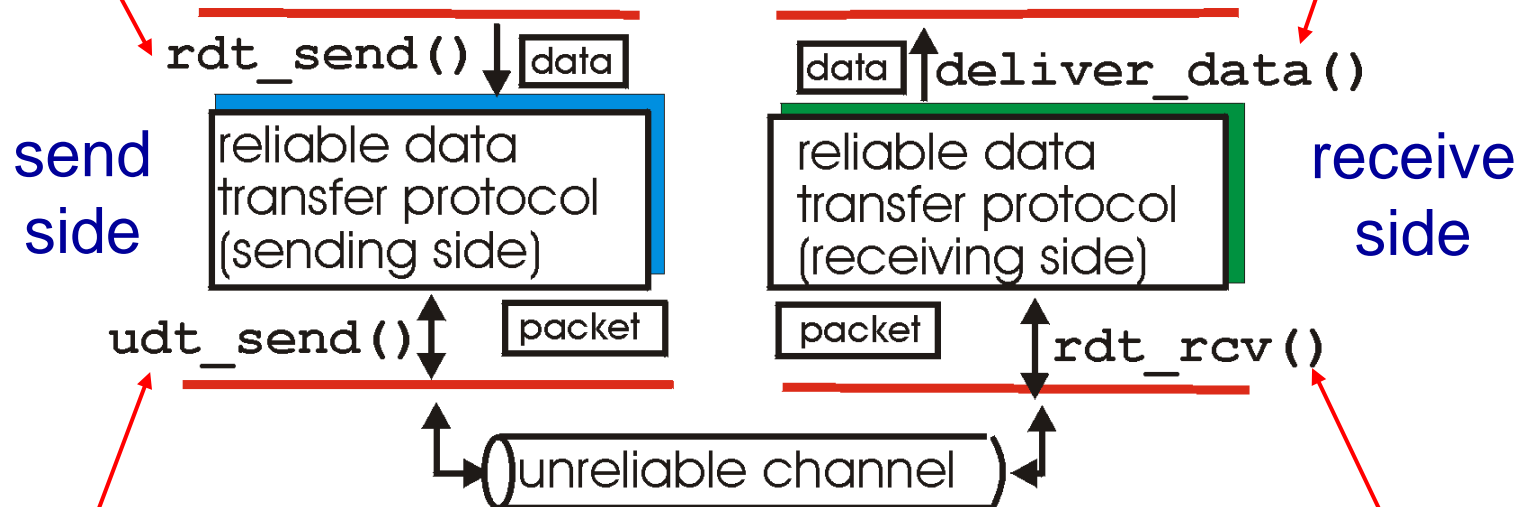 rdt_send()
data
data
deliver_data()
send
side
reliable data
transfer protocol
(sending side)
reliable data
transfer protocol
(receiving side)
receive
side
udt_send()
packet
packet
rdt_rcv()
unreliable channel